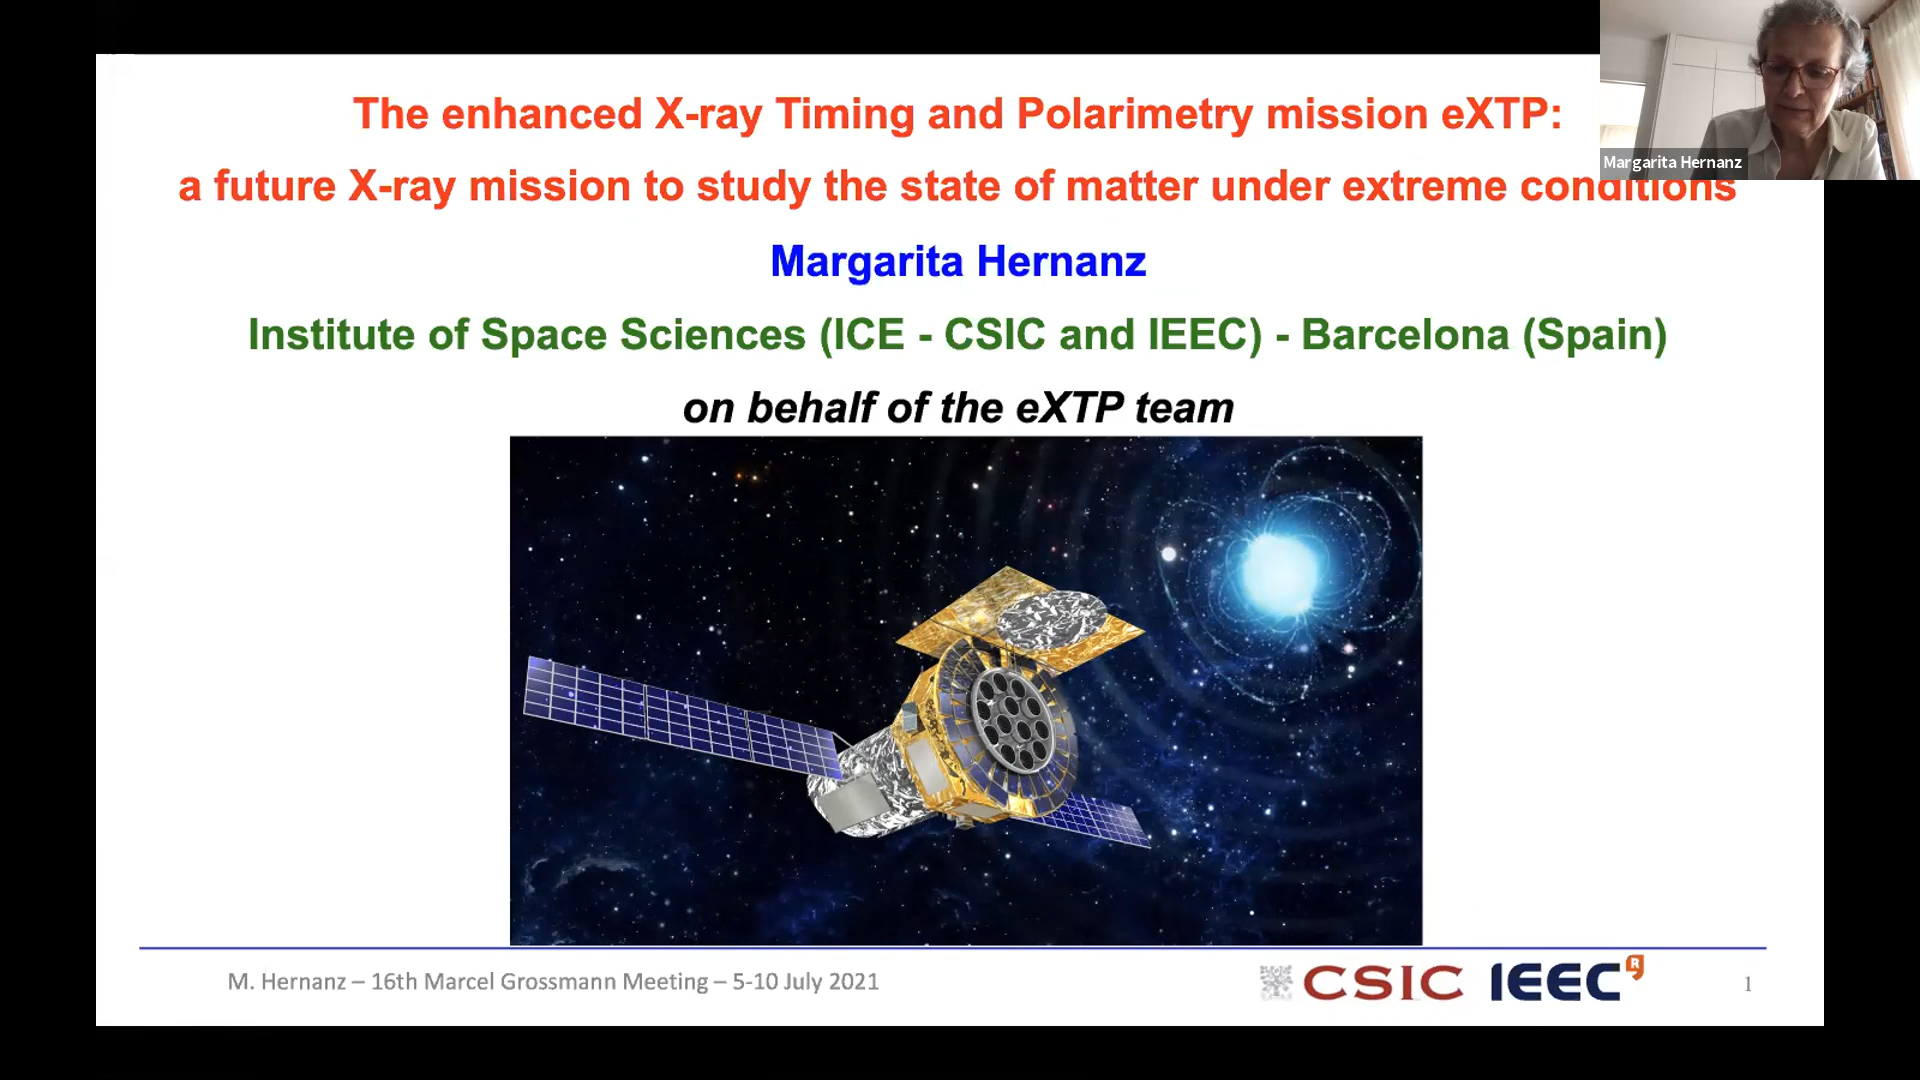 The enhanced X-ray Timing and Polarimetry mission eXTP:
a future X-ray mission to study the state of matter under extreme conditions
Margarita Hernanz
Margarita Hernanz
Institute of Space Sciences (ICE - CSIC and IEEC) - Barcelona (Spain)
on behalf of the eXTP team
M. Hernanz – 16th Marcel Grossmann Meeting – 5-10 July 2021
CSIC IEEC R
1